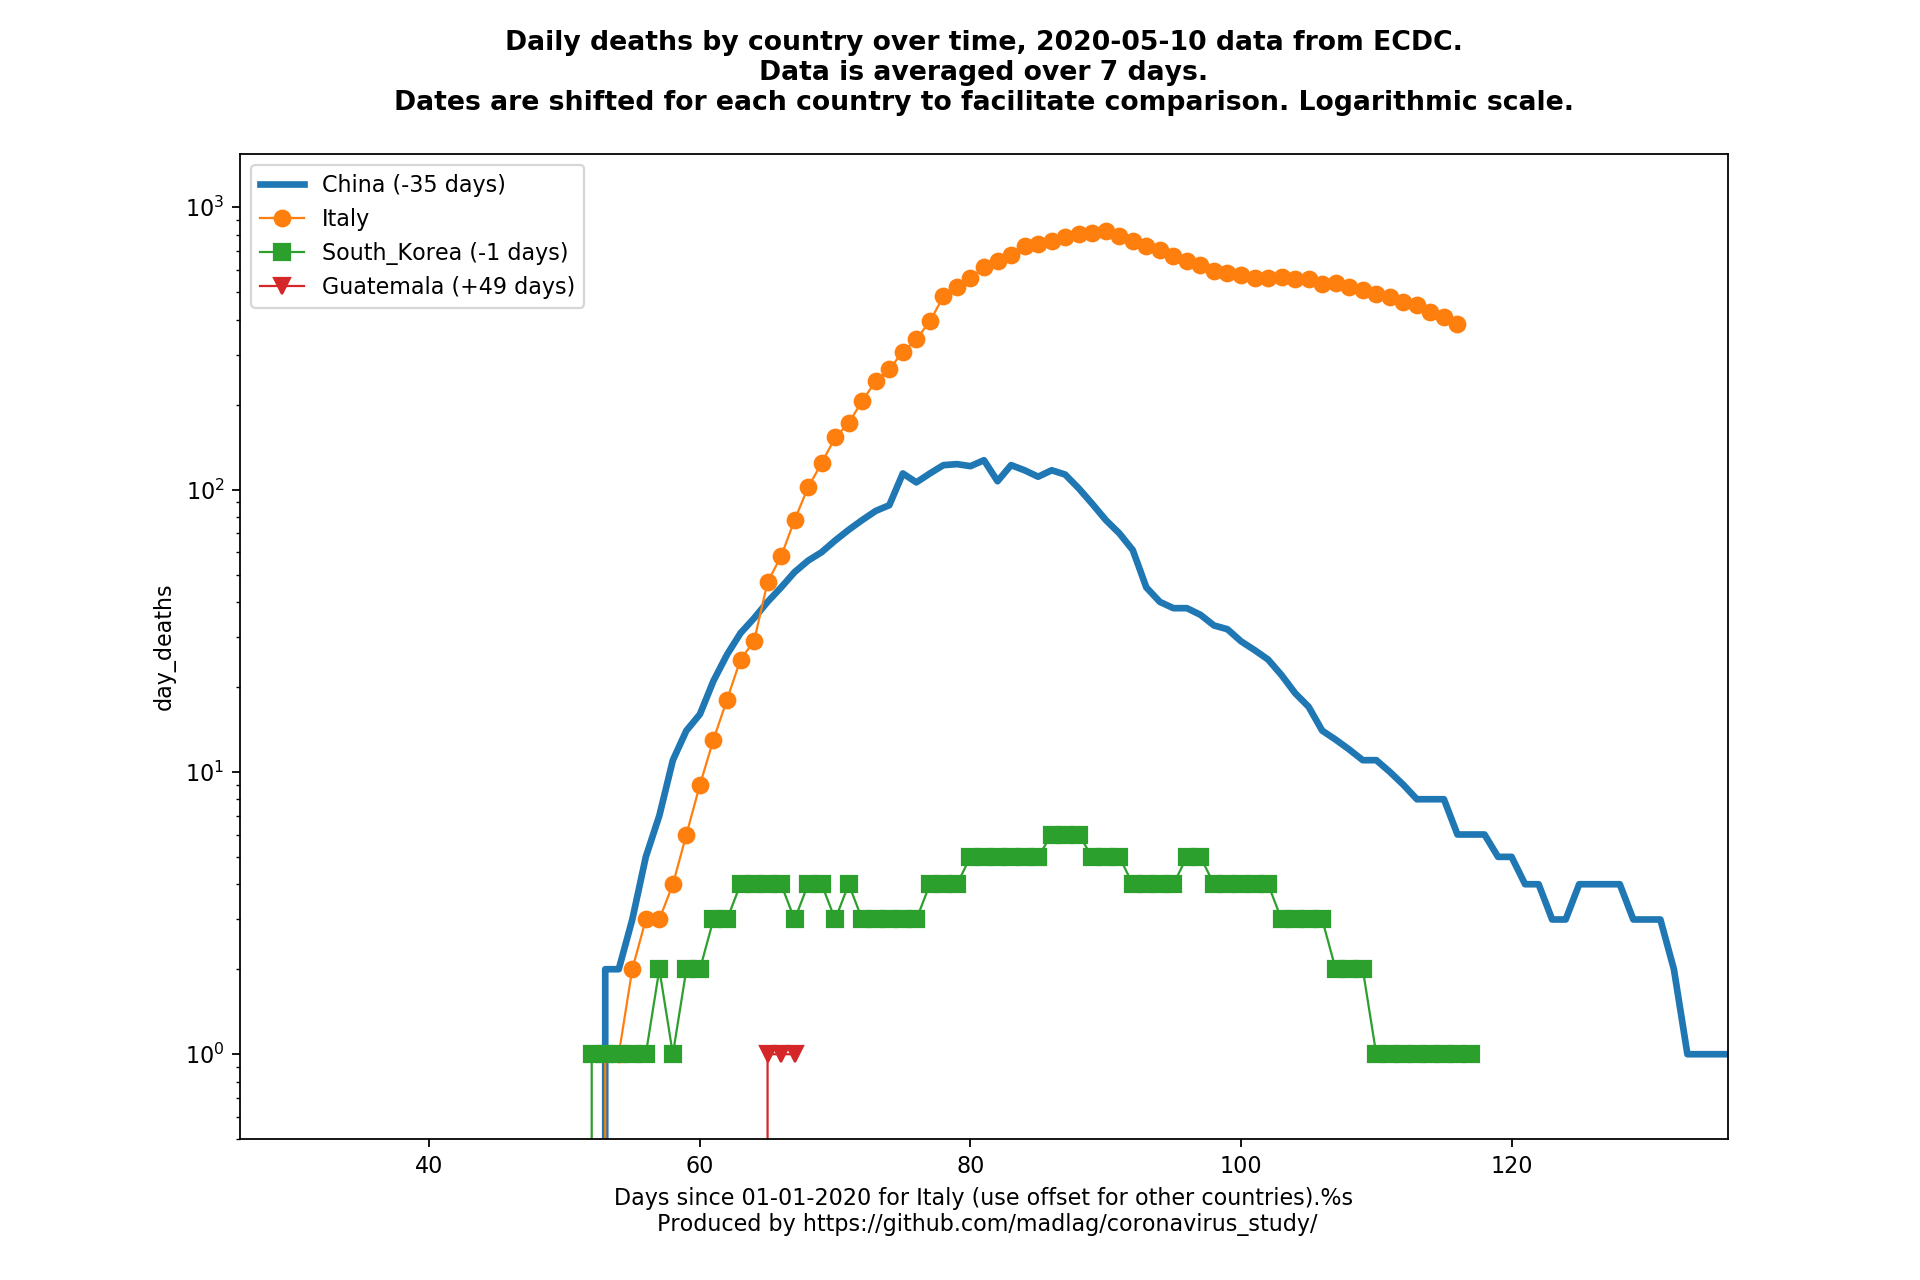 Daily deaths by country over time, 2020-05-10 data from ECDC.
Data is averaged over 7 days.
Dates are shifted for each country to facilitate comparison. Logarithmic scale.
China (-35 days)
Italy
South_Korea (-1 days)
Guatemala (+49 days)
10³
10²
10¹
10⁰
day_deaths
40 60 80 100 120
Days since 01-01-2020 for Italy (use offset for other countries).%s
Produced by https://github.com/madlag/coronavirus_study/